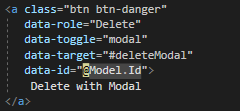 <a class="btn btn-danger"
data-role="Delete"
data-toggle="modal"
data-target="#deleteModal"
data-id="@Model.Id">
Delete with Modal
</a>